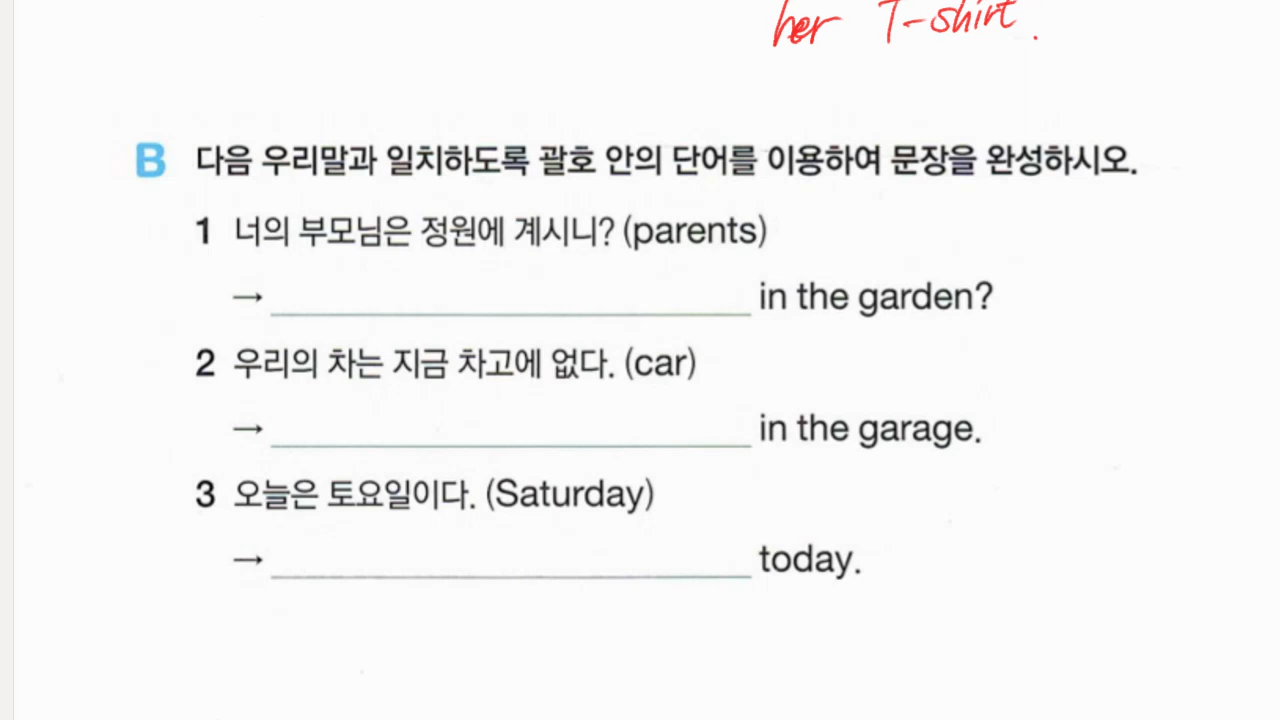 her T-shirt.
B 다음 우리말과 일치하도록 괄호 안의 단어를 이용하여 문장을 완성하시오.
1 너의 부모님은 정원에 계시니? (parents)
→ ____________ in the garden?
2 우리의 차는 지금 차고에 없다. (car)
→ ____________ in the garage.
3 오늘은 토요일이다. (Saturday)
→ ____________ today.